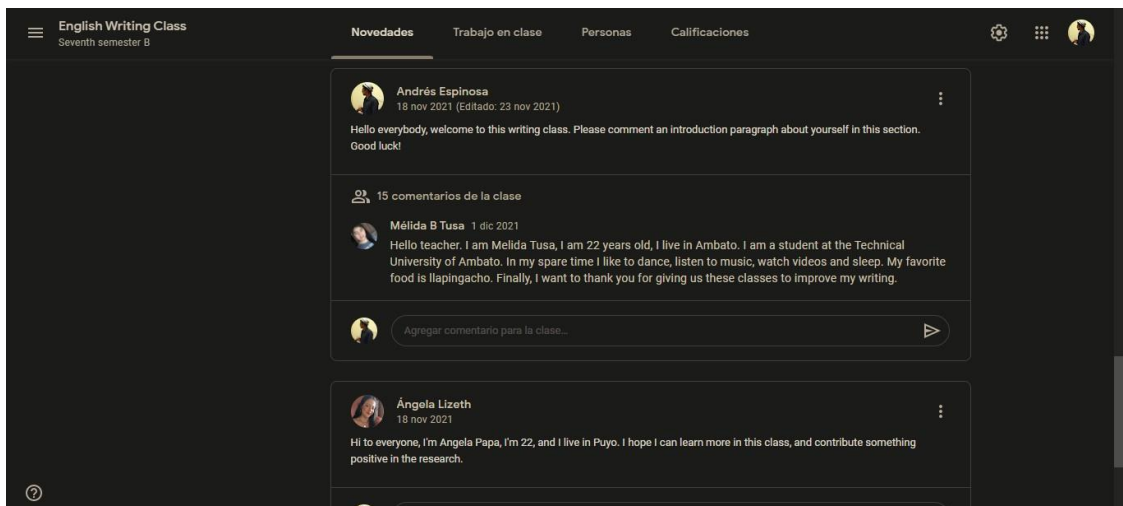 English Writing Class
Seventh semester B
Novedades
Trabajo en clase
Personas
Calificaciones
Andrés Espinosa
18 nov 2021 (Editado: 23 nov 2021)
Hello everybody, welcome to this writing class. Please comment an introduction paragraph about yourself in this section.
Good luck!
15 comentarios de la clase
Mélida B Tusa 1 dic 2021
Hello teacher. I am Melida Tusa, I am 22 years old, I live in Ambato. I am a student at the Technical
University of Ambato. In my spare time I like to dance, listen to music, watch videos and sleep. My favorite
food is llapingacho. Finally, I want to thank you for giving us these classes to improve my writing.
Agregar comentario para la clase...
Ángela Lizeth
18 nov 2021
Hi to everyone, I'm Angela Papa, I'm 22, and I live in Puyo. I hope I can learn more in this class, and contribute something
positive in the research.